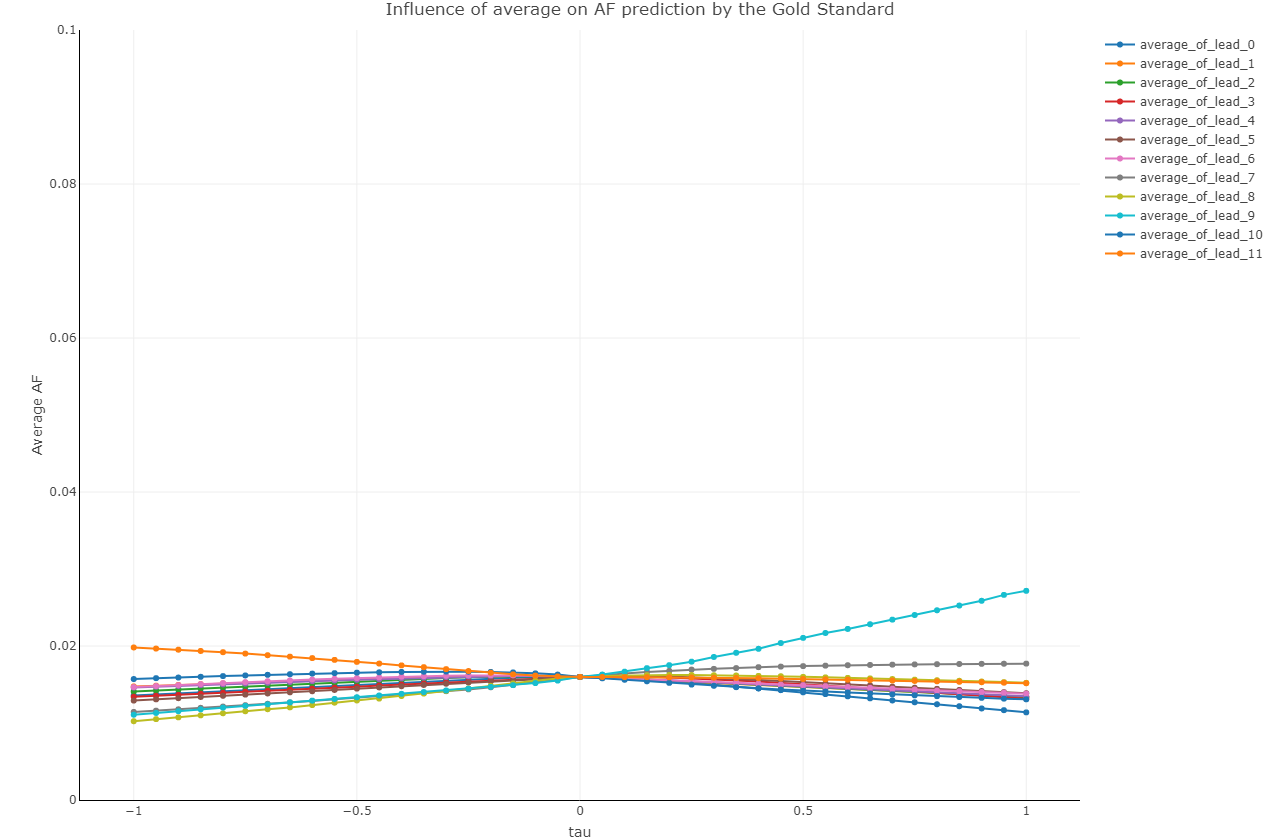 Influence of average on AF prediction by the Gold Standard
0.1
0.08
0.06
0.04
0.02
0
Average AF
−1
−0.5
0
0.5
1
tau
average_of_lead_0
average_of_lead_1
average_of_lead_2
average_of_lead_3
average_of_lead_4
average_of_lead_5
average_of_lead_6
average_of_lead_7
average_of_lead_8
average_of_lead_9
average_of_lead_10
average_of_lead_11